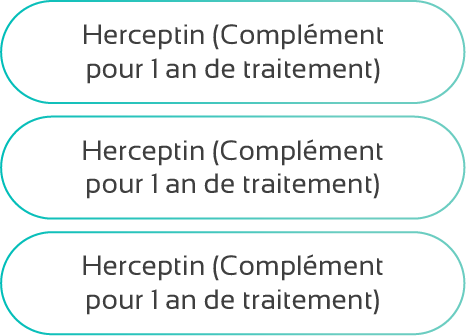 Herceptin (Complément
pour 1 an de traitement)
Herceptin (Complément
pour 1 an de traitement)
Herceptin (Complément
pour 1 an de traitement)